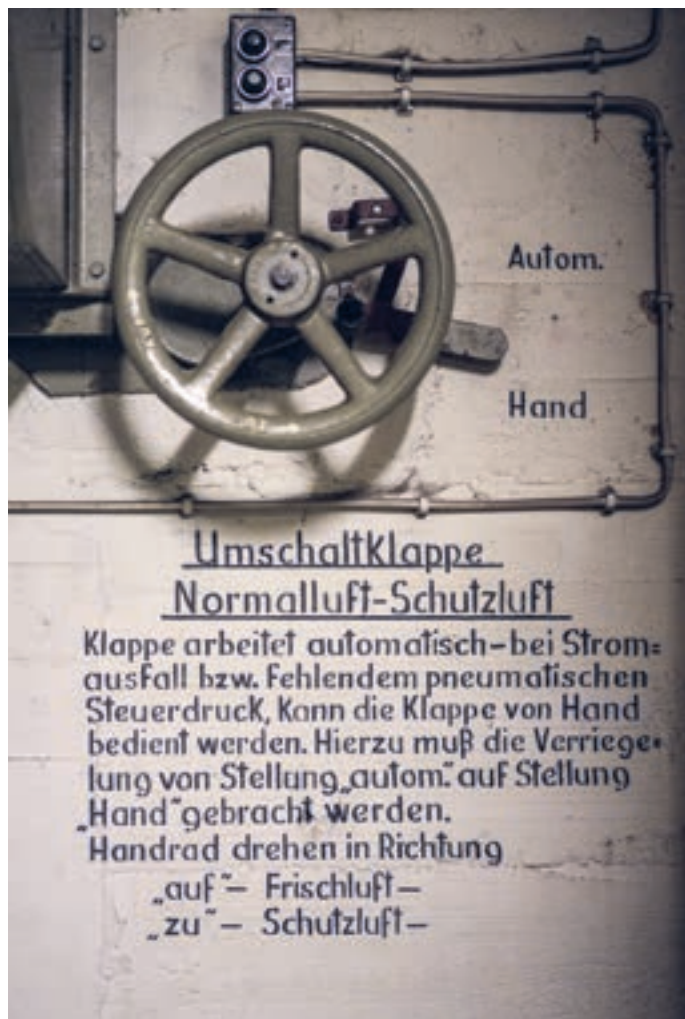 Autom.
Hand
Umschaltklappe
Normalluft-Schutzluft
Klappe arbeitet automatisch-bei Strom=
ausfall bzw. fehlendem pneumatischen
Steuerdruck, kann die Klappe von Hand
bedient werden. Hierzu muß die Verriege=
lung von Stellung „autom." auf Stellung
„Hand" gebracht werden.
Handrad drehen in Richtung
„auf" - Frischluft -
„zu" - Schutzluft -